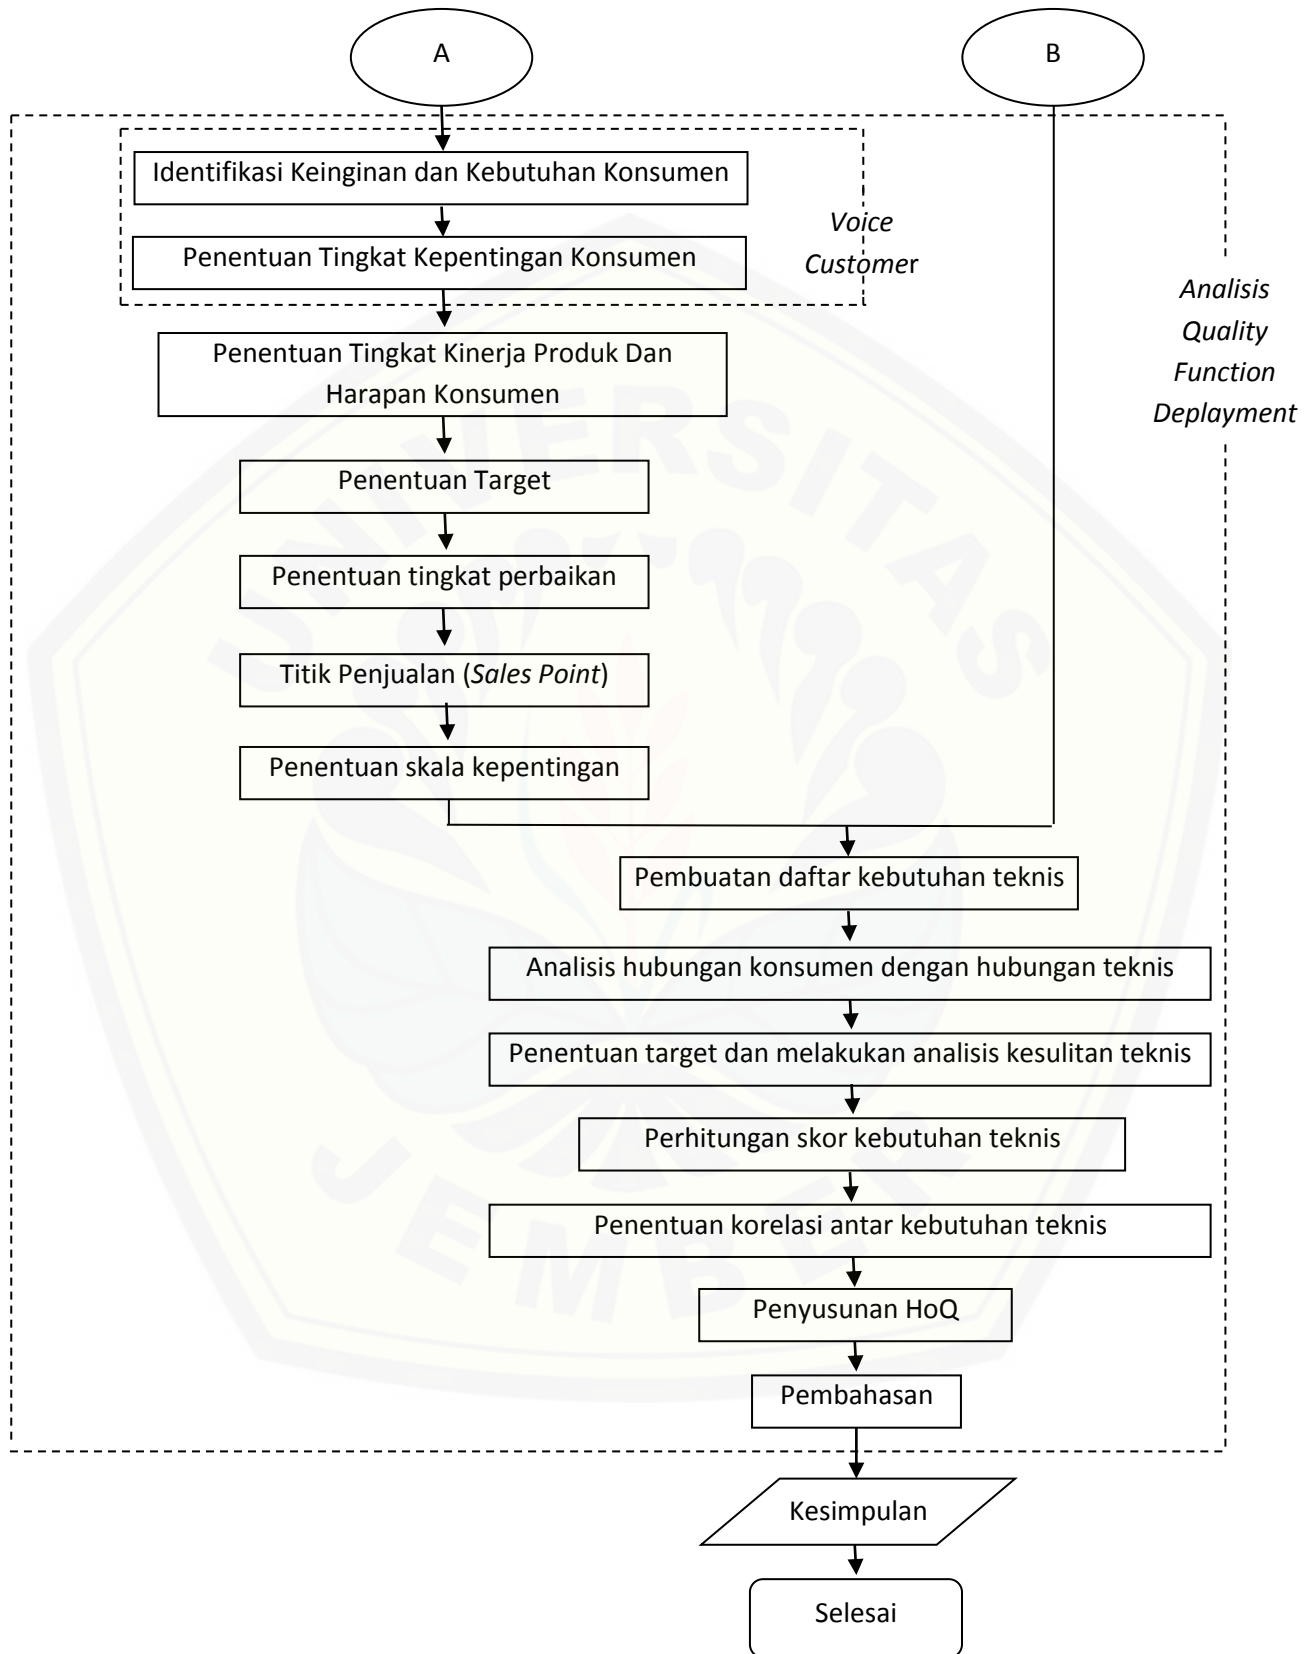 A
B
Identifikasi Keinginan dan Kebutuhan Konsumen
Voice
Customer
Penentuan Tingkat Kepentingan Konsumen
Analisis
Quality
Function
Deplayment
Penentuan Tingkat Kinerja Produk Dan
Harapan Konsumen
Penentuan Target
Penentuan tingkat perbaikan
Titik Penjualan (Sales Point)
Penentuan skala kepentingan
Pembuatan daftar kebutuhan teknis
Analisis hubungan konsumen dengan hubungan teknis
Penentuan target dan melakukan analisis kesulitan teknis
Perhitungan skor kebutuhan teknis
Penentuan korelasi antar kebutuhan teknis
Penyusunan HoQ
Pembahasan
Kesimpulan
Selesai
UNIVERSITAS
JEMBER